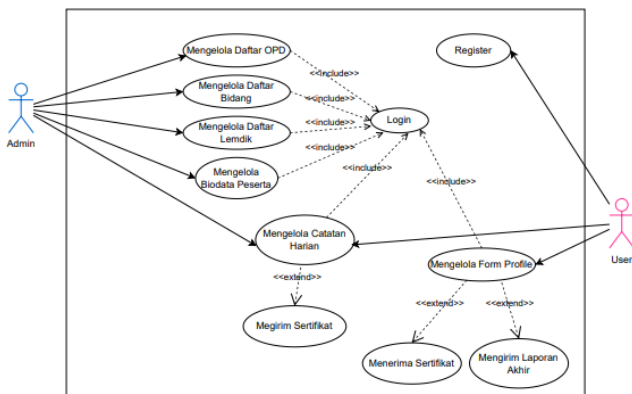 Mengelola Daftar OPD
Register
<<include>>
Mengelola Daftar
Bidang
<<include>>
Login
Admin
Mengelola Daftar
Lemdik
<<include>>
<<include>>
Mengelola
Biodata Peserta
<<include>>
<<include>>
Mengelola Catatan
Harian
User
Mengelola Form Profile
<<extend>>
<<extend>>
<<extend>>
Megirim Sertifikat
Menerima Sertifikat
Mengirim Laporan
Akhir